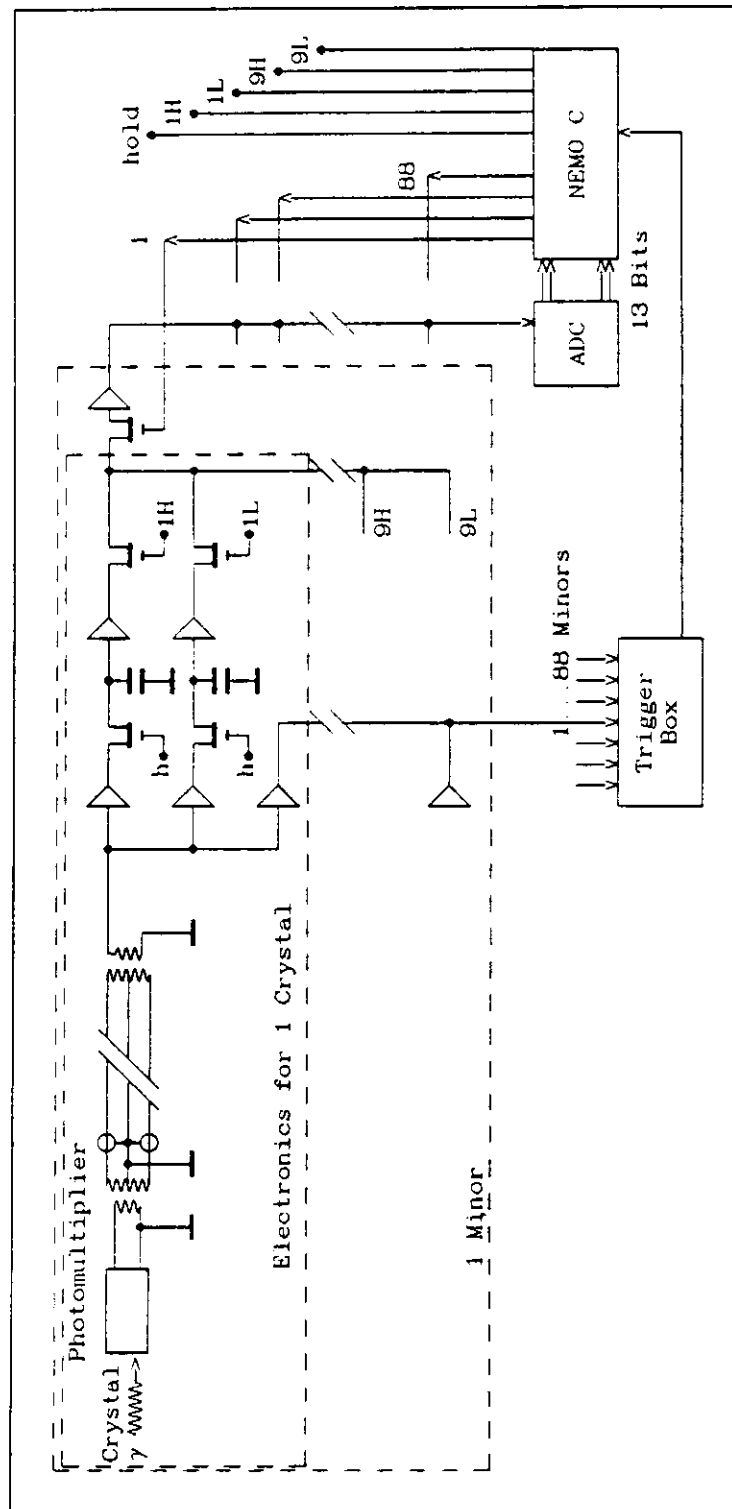 Crystal
γ
Photomultiplier
Electronics for 1 Crystal
1 Minor
h
h
1H
1L
9H
9L
1
88
hold
1H
1L
9H
9L
NEMO C
ADC
13 Bits
1 88 Minors
Trigger
Box